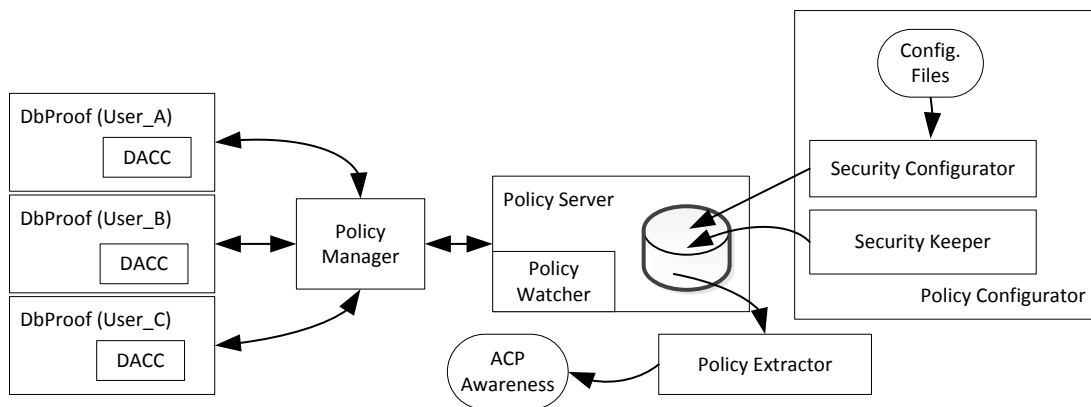 Config.
Files
DbProof (User_A)
DACC
Security Configurator
Policy Server
DbProof (User_B)
DACC
Policy
Manager
Security Keeper
Policy
Watcher
Policy Configurator
DbProof (User_C)
DACC
ACP
Awareness
Policy Extractor